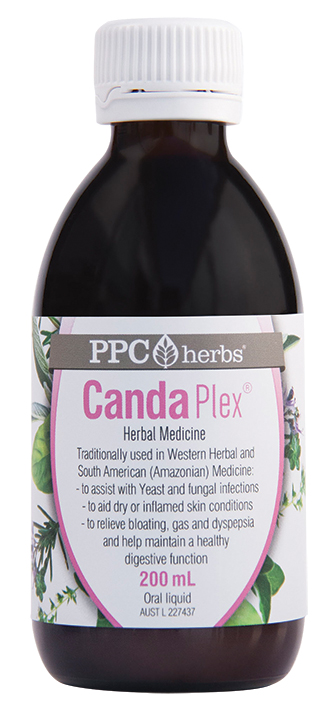 PPC herbs®
Canda Plex®
Herbal Medicine
Traditionally used in Western Herbal and
South American (Amazonian) Medicine:
- to assist with Yeast and fungal infections
- to aid dry or inflamed skin conditions
- to relieve bloating, gas and dyspepsia
and help maintain a healthy
digestive function
200 mL
Oral liquid
AUST L 227437